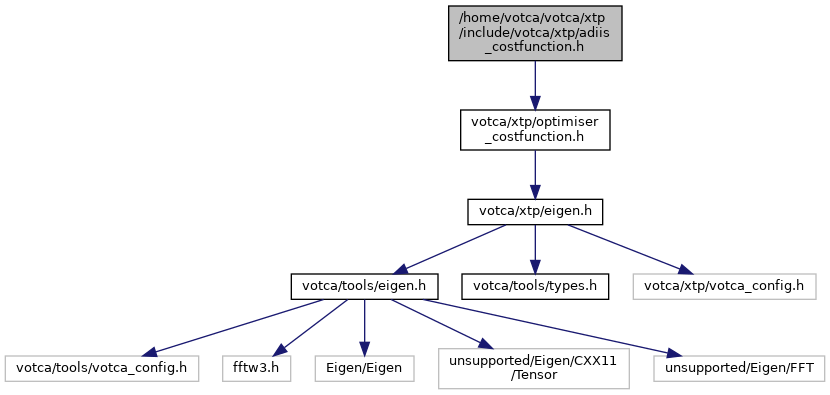 /home/votca/votca/xtp
/include/votca/xtp/adiis
_costfunction.h
votca/xtp/optimiser
_costfunction.h
votca/xtp/eigen.h
votca/tools/eigen.h
votca/tools/types.h
votca/xtp/votca_config.h
votca/tools/votca_config.h
fftw3.h
Eigen/Eigen
unsupported/Eigen/CXX11
/Tensor
unsupported/Eigen/FFT